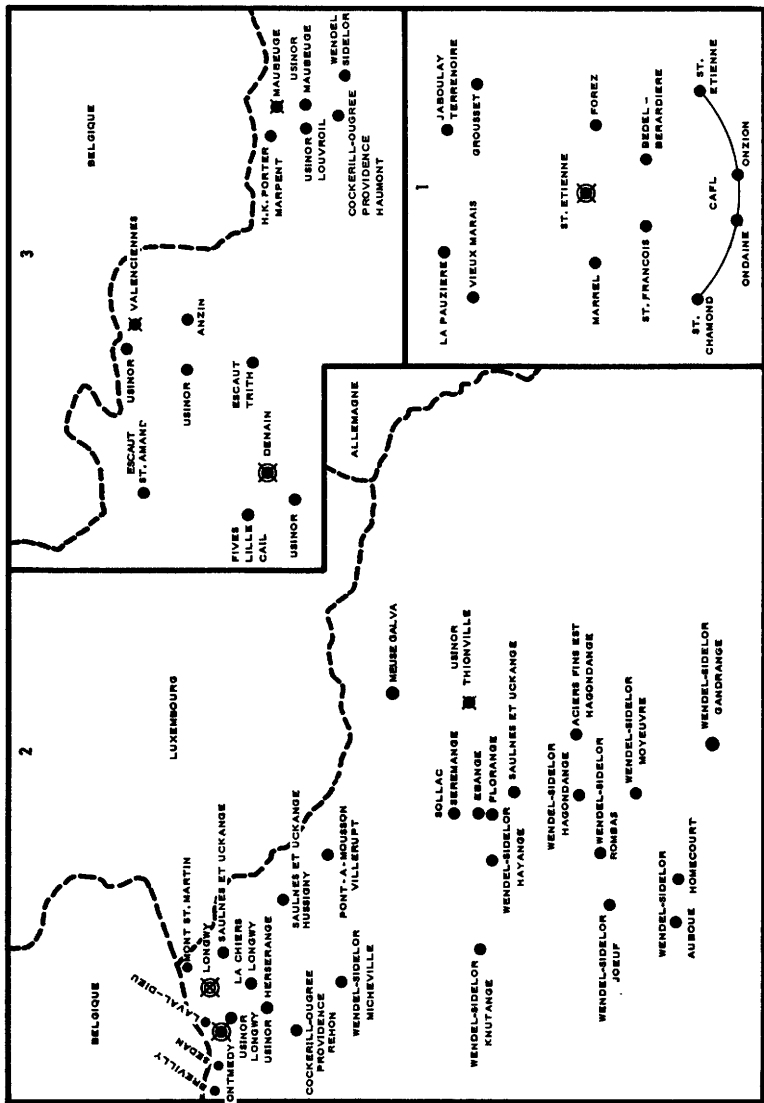 2
BELGIQUE
LUXEMBOURG
ALLEMAGNE
BREVILLY
SEDAN
LAVAL-DIEU
ONTMEDY
MONT ST. MARTIN
LONGWY
SAULNES ET UCKANGE
USINOR
LONGWY
LA CHIERS
LONGWY
USINOR HERSERANGE
SAULNES ET UCKANGE
HUSSIGNY
COCKERILL-OUGREE
PROVIDENCE
REHON
PONT-A-MOUSSON
VILLERUPT
WENDEL-SIDELOR
MICHEVILLE
MEUSE GALVA
SOLLAC
SEREMANGE
EBANGE
FLORANGE
USINOR
THIONVILLE
SAULNES ET UCKANGE
WENDEL-SIDELOR
HAYANGE
WENDEL-SIDELOR
KNUTANGE
WENDEL-SIDELOR
HAGONDANGE
ACIERS FINS EST
HAGONDANGE
WENDEL-SIDELOR
ROMBAS
WENDEL-SIDELOR
JOEUF
WENDEL-SIDELOR
MOYEUVRE
WENDEL-SIDELOR
AUBOUE
HOMECOURT
WENDEL-SIDELOR
GANDRANGE
3
BELGIQUE
ESCAUT
ST. AMAND
USINOR
VALENCIENNES
USINOR
ANZIN
ESCAUT
TRITH
FIVES
LILLE
CAIL
DENAIN
USINOR
H.K. PORTER
MARPENT
MAUBEUGE
USINOR
LOUVROIL
USINOR
MAUBEUGE
COCKERILL-OUGREE
PROVIDENCE
HAUMONT
WENDEL
SIDELOR
1
LA PAUZIERE
JABOULAY
TERRENOIRE
VIEUX MARAIS
GROUSSET
ST. ETIENNE
MARREL
FOREZ
ST. FRANCOIS
BEDEL-
BERARDIERE
ST.
CHAMOND
ONDAINE
CAFL
ONZION
ST.
ETIENNE